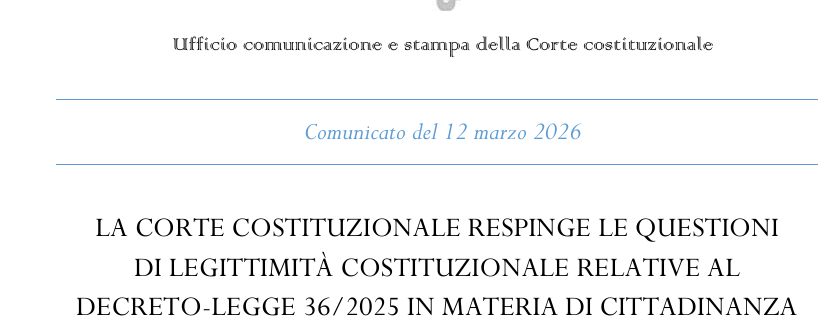 Ufficio comunicazione e stampa della Corte costituzionale
Comunicato del 12 marzo 2026
LA CORTE COSTITUZIONALE RESPINGE LE QUESTIONI
DI LEGITTIMITÀ COSTITUZIONALE RELATIVE AL
DECRETO-LEGGE 36/2025 IN MATERIA DI CITTADINANZA